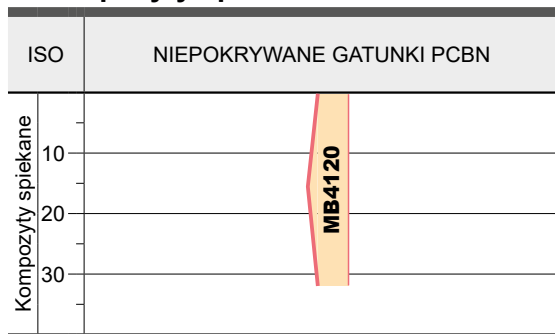 ISO
NIEPOKRYWANE GATUNKI PCBN
Kompozyty spiekane
10
20
30
MB4120